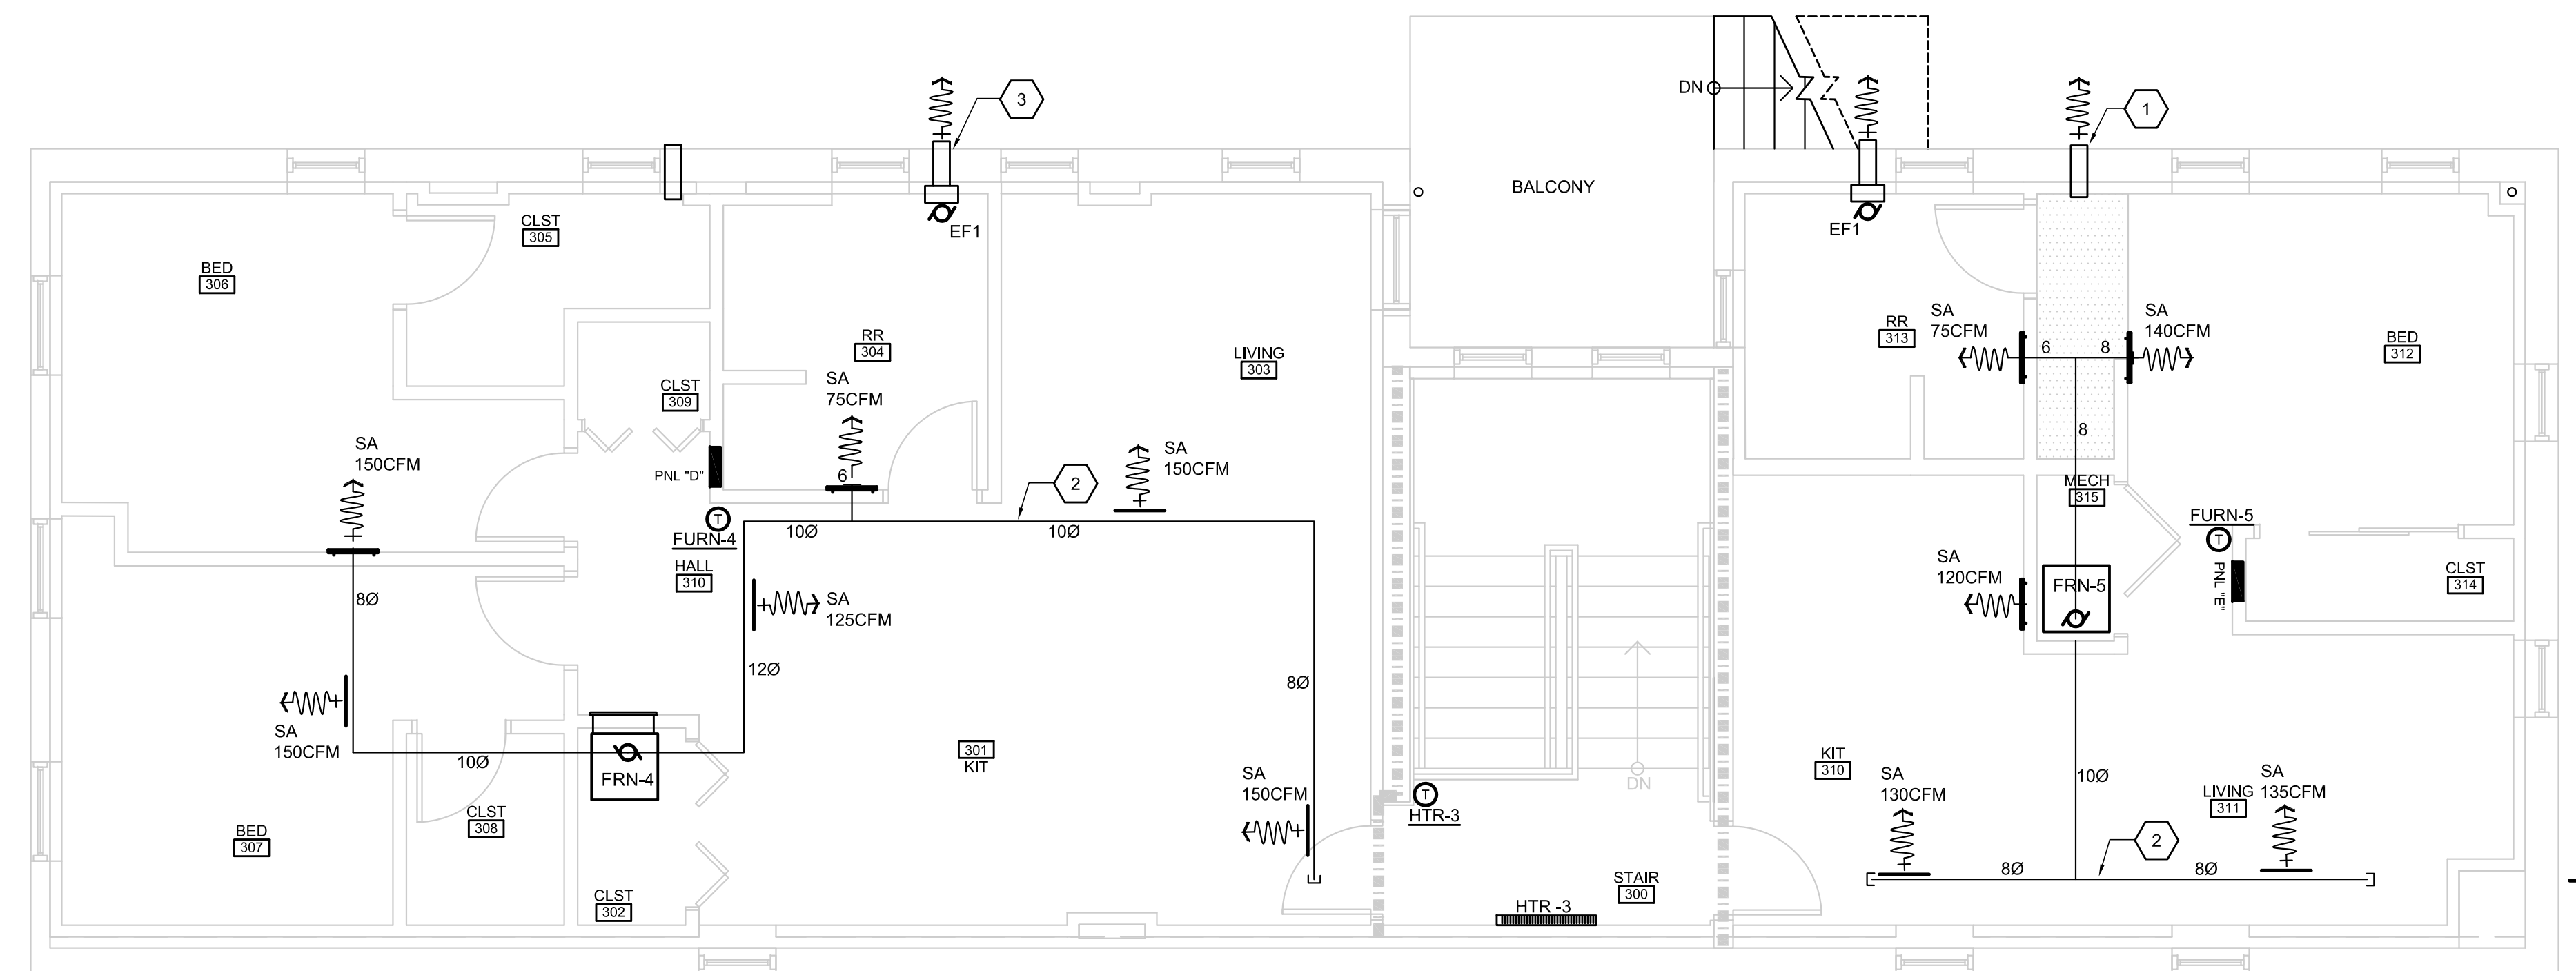 3
DN
1
BALCONY
EF1
EF1
CLST
305
BED
306
RR
304
SA
75CFM
LIVING
303
CLST
309
SA
150CFM
PNL "D"
6
SA
150CFM
2
10Ø
10Ø
FURN-4
HALL
310
8Ø
SA
125CFM
12Ø
8Ø
SA
150CFM
10Ø
FRN-4
301
KIT
SA
150CFM
BED
307
CLST
308
CLST
302
HTR-3
DN
STAIR
300
HTR -3
RR
313
SA
75CFM
6
8
SA
140CFM
BED
312
8
MECH
315
FURN-5
T
T
T
T
PNL "E"
SA
120CFM
FRN-5
CLST
314
KIT
310
SA
130CFM
10Ø
LIVING
311
SA
135CFM
2
8Ø
8Ø